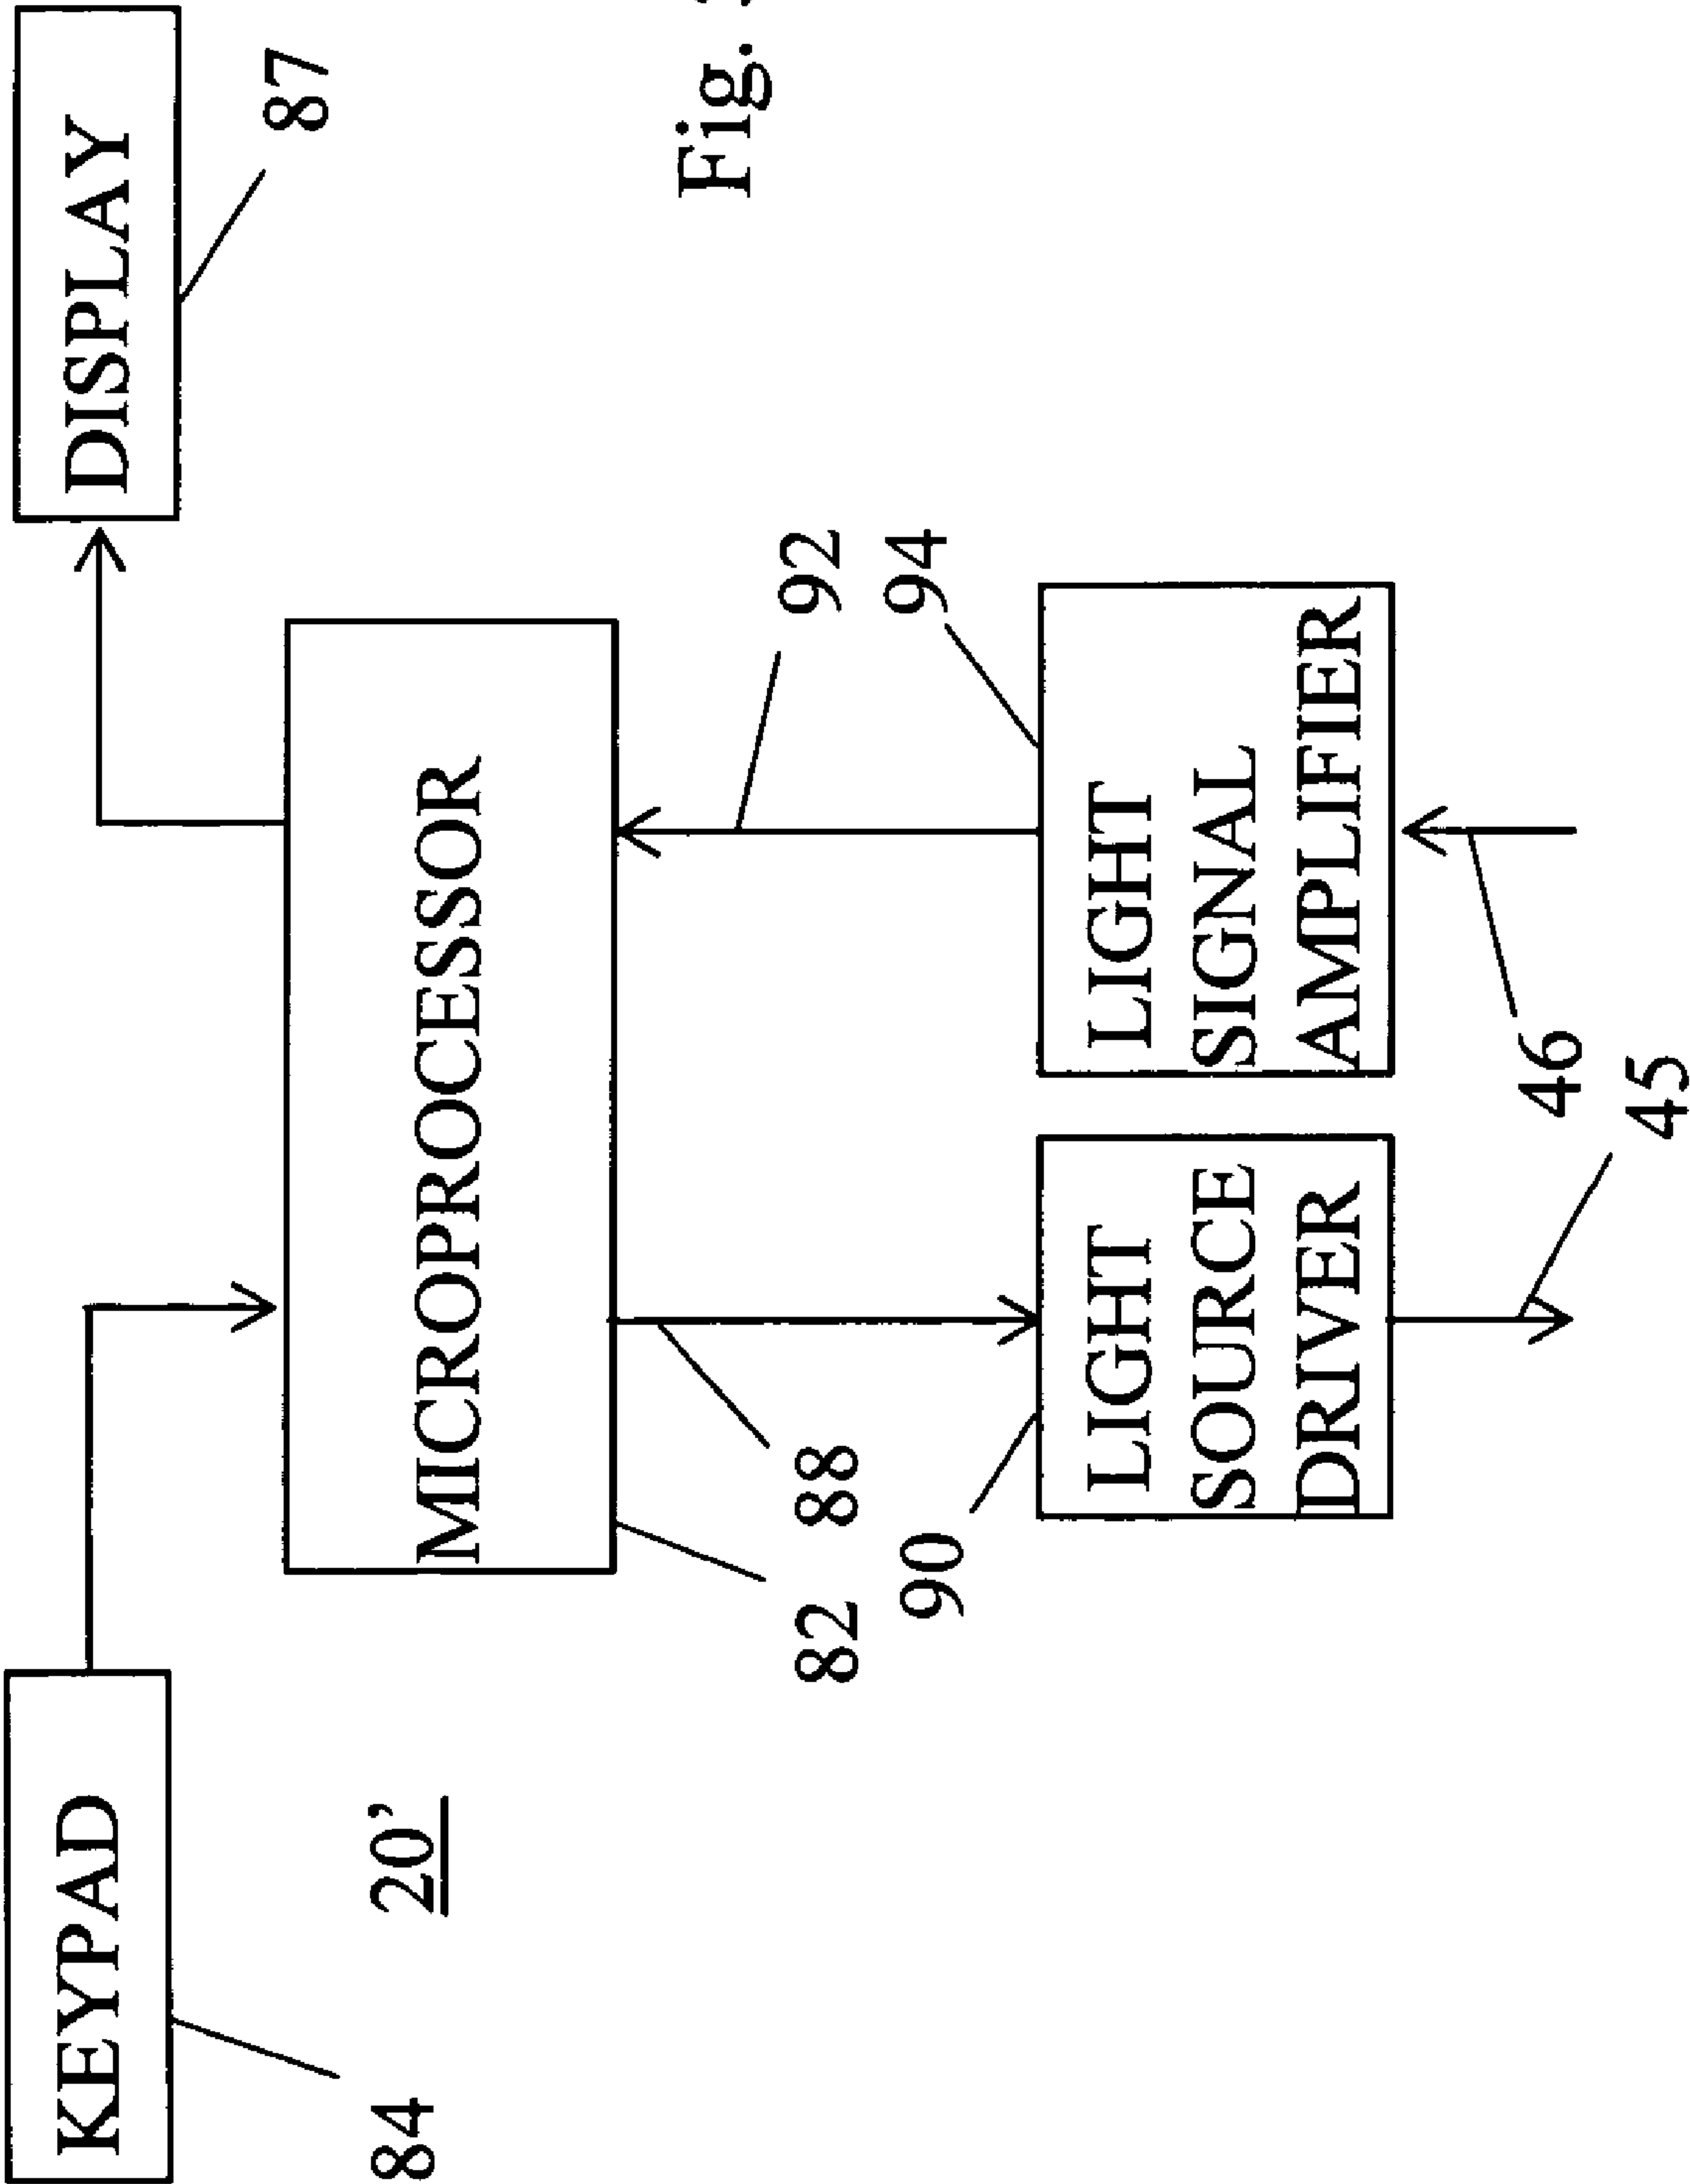 KEYPAD
DISPLAY
84
20’
87
MICROPROCESSOR
82
88
92
90
94
Fig.
LIGHT
SOURCE
DRIVER
LIGHT
SIGNAL
AMPLIFIER
46
45